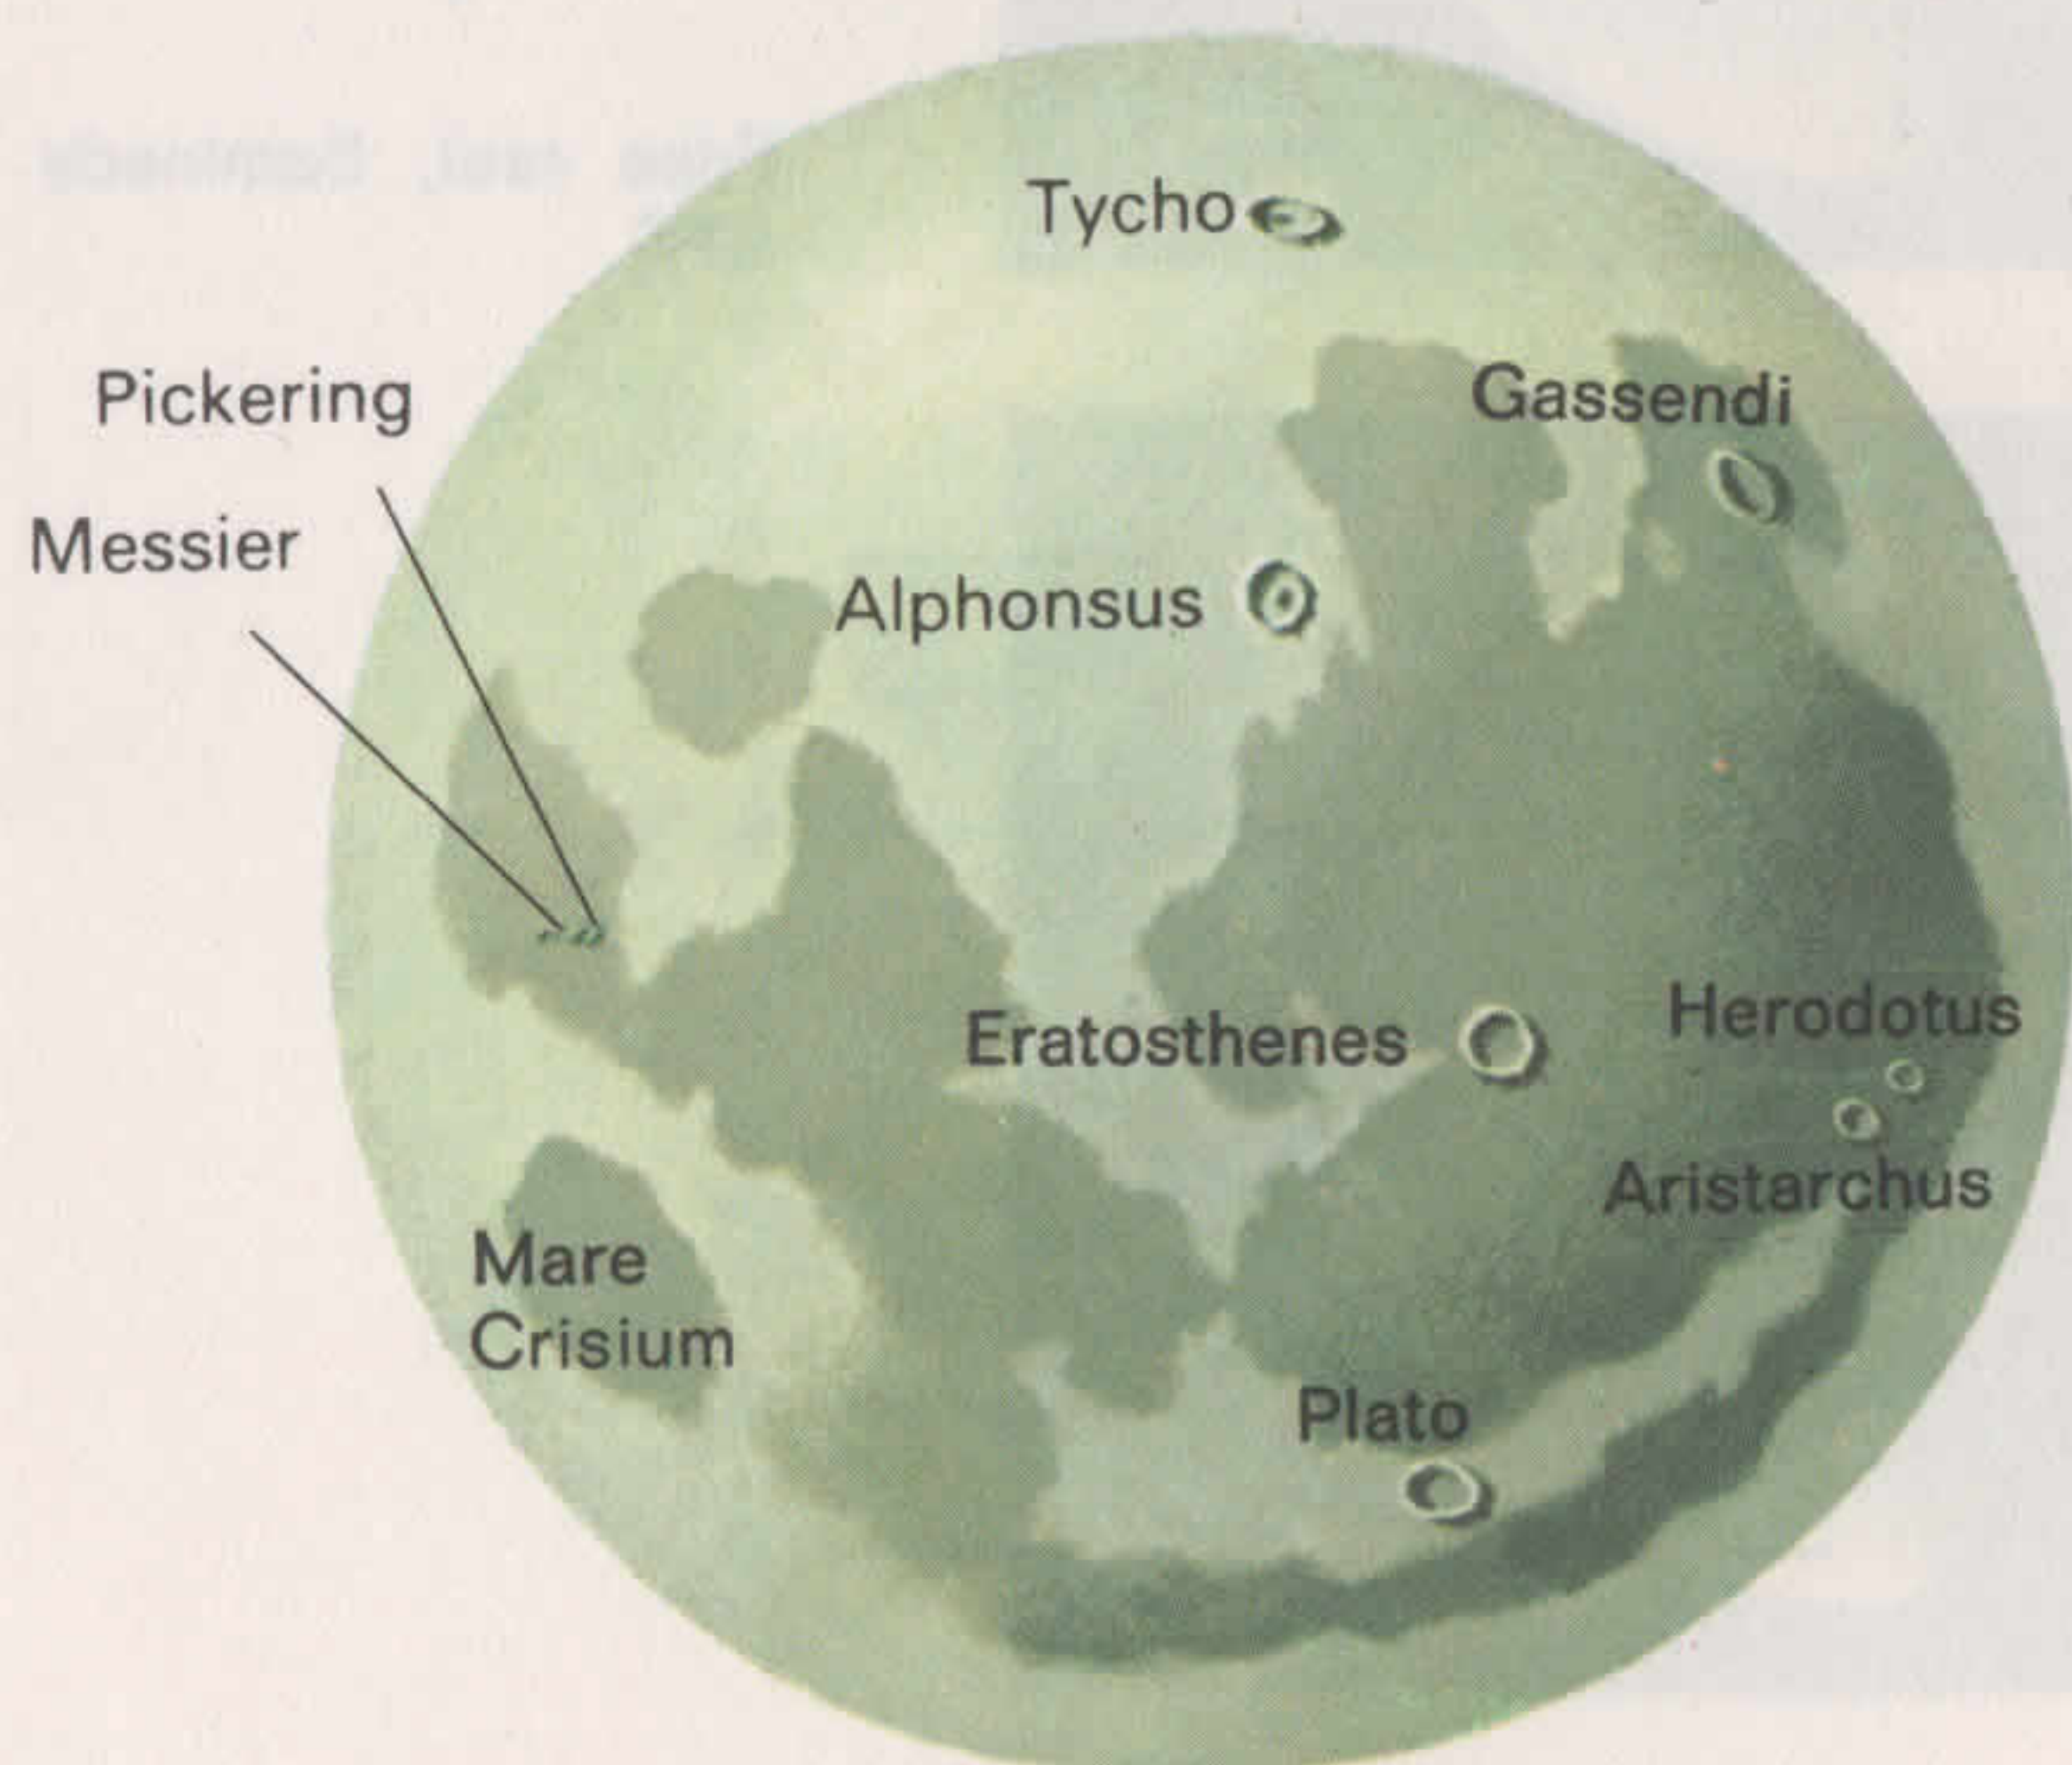 Tycho
Pickering
Gassendi
Messier
Alphonsus
Herodotus
Eratosthenes
Aristarchus
Mare
Crisium
Plato